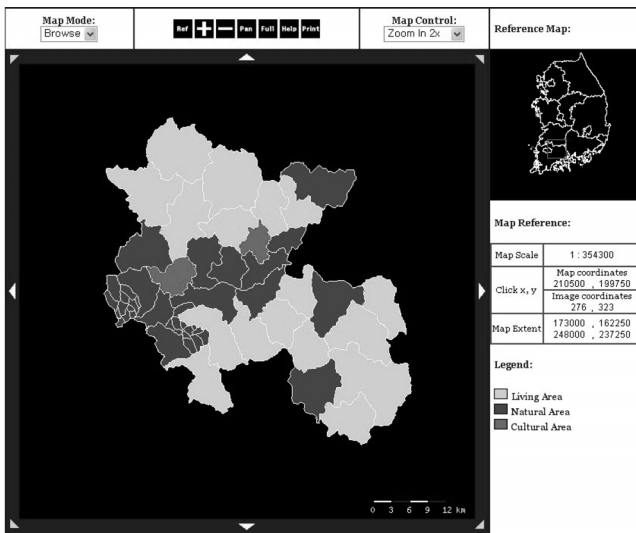 Map Mode:
Browse
Ref
Pan
Full
Help
Print
Map Control:
Zoom In 2x
Reference Map:
Map Reference:
Map Scale
1 : 354300
Click x, y
Map coordinates
210500 , 199750
Image coordinates
276 , 323
Map Extent
173000 , 162250
248000 , 237250
Legend:
Living Area
Natural Area
Cultural Area
0 3 6 9 12 km